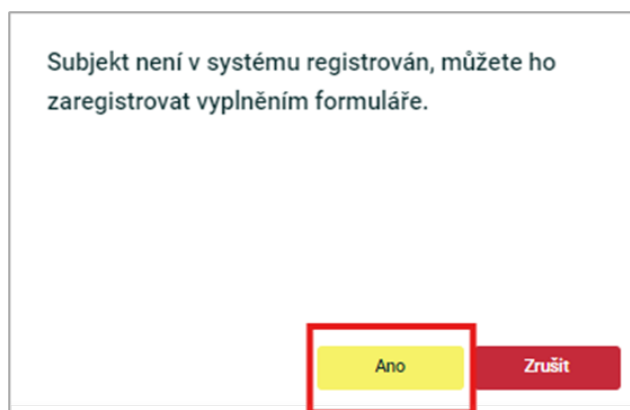 Subjekt není v systému registrován, můžete ho
zaregistrovat vyplněním formuláře.
Ano
Zrušit